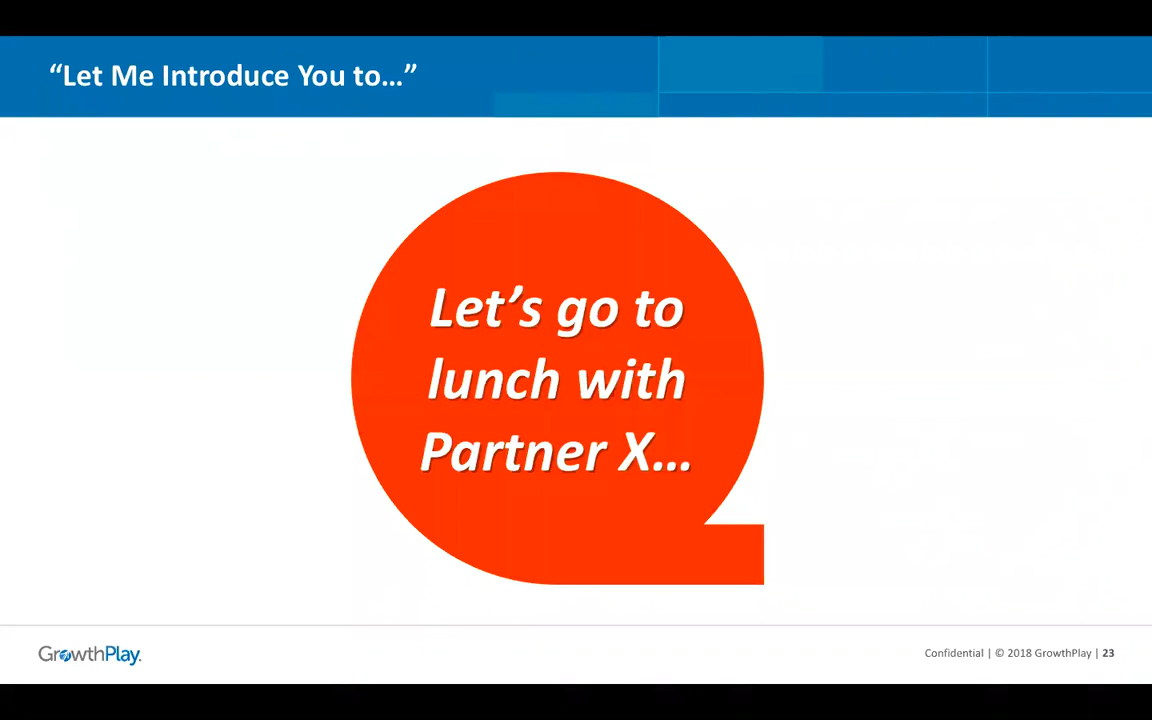 “Let Me Introduce You to…”
Let’s go to
lunch with
Partner X…
GrowthPlay.
Confidential | © 2018 GrowthPlay | 23